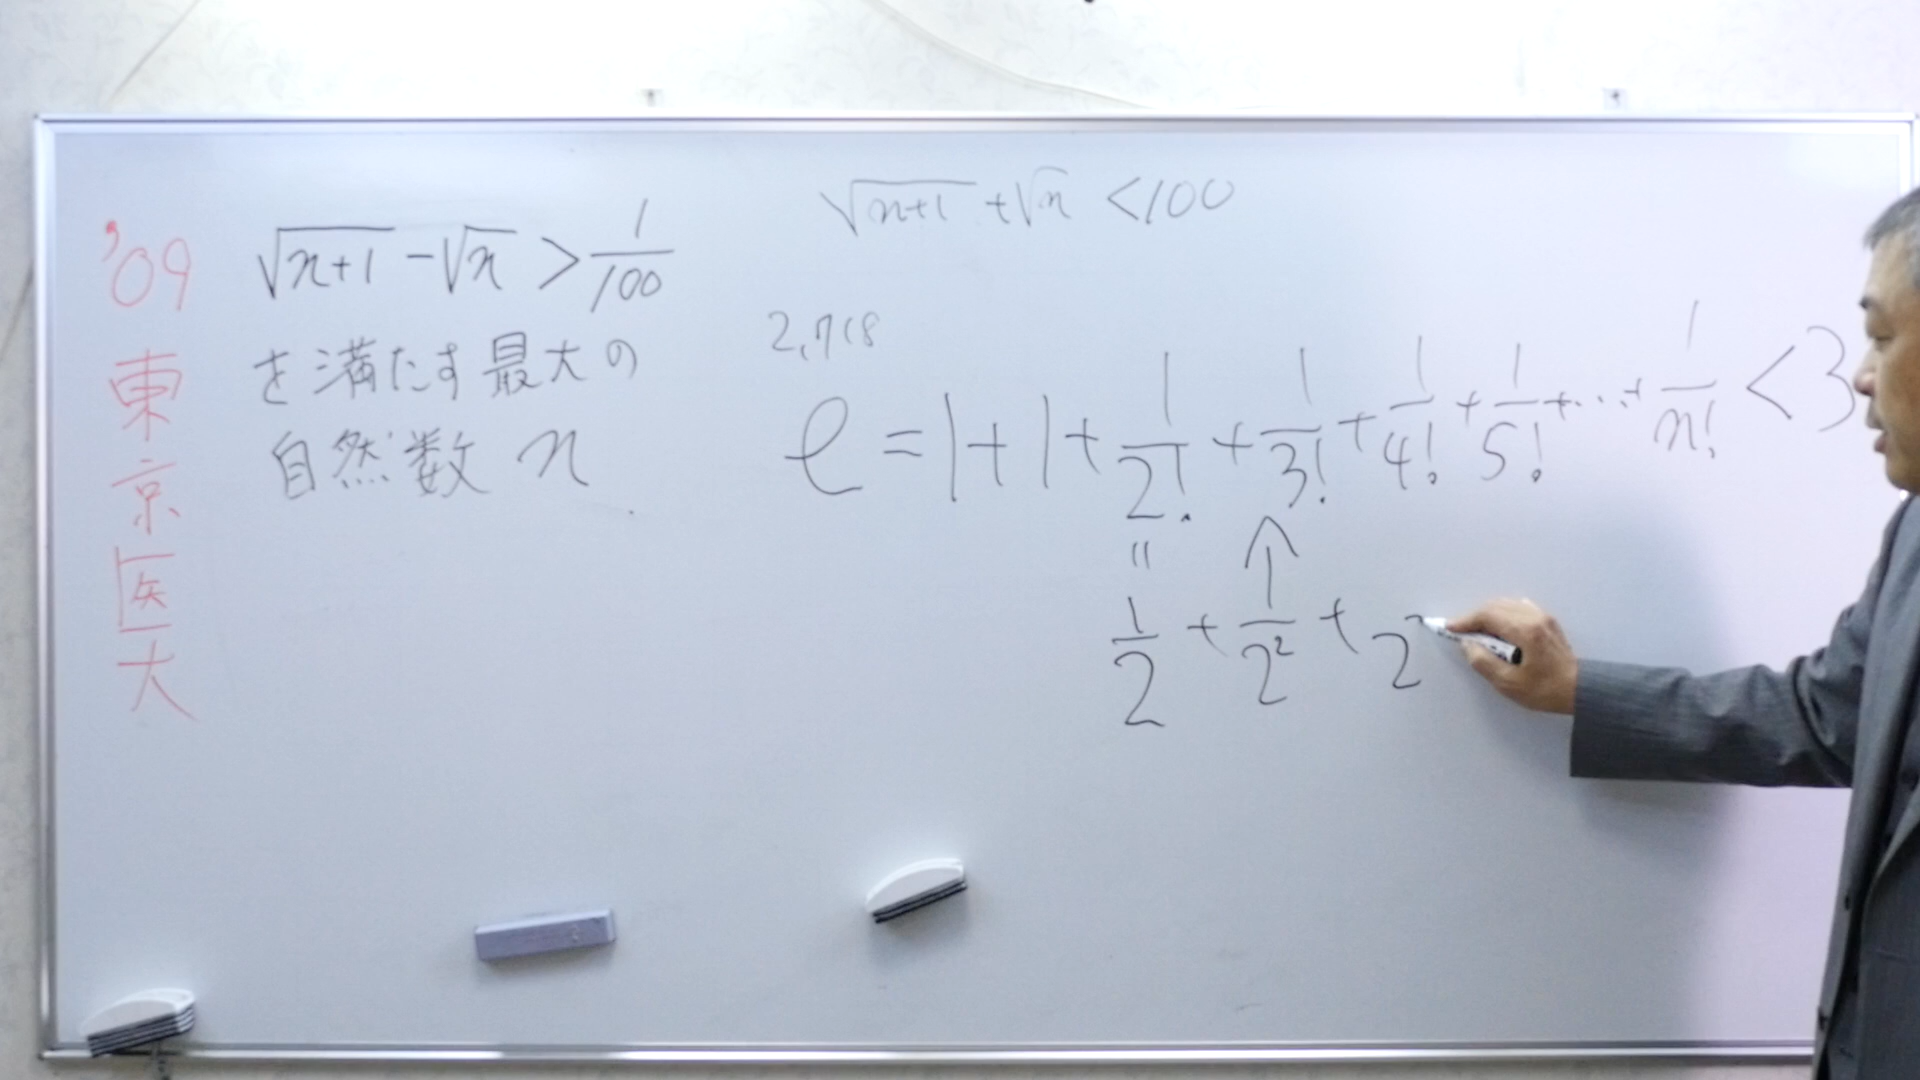 '09 東京医大
√(n+1) - √n > 1/100
を満たす最大の
自然数 n
√(n+1) + √n < 100
2,718
e = 1 + 1 + 1/2! + 1/3! + 1/4! + 1/5! + ... + 1/n! < 3
= ↑
1/2 + 1/2² + 2